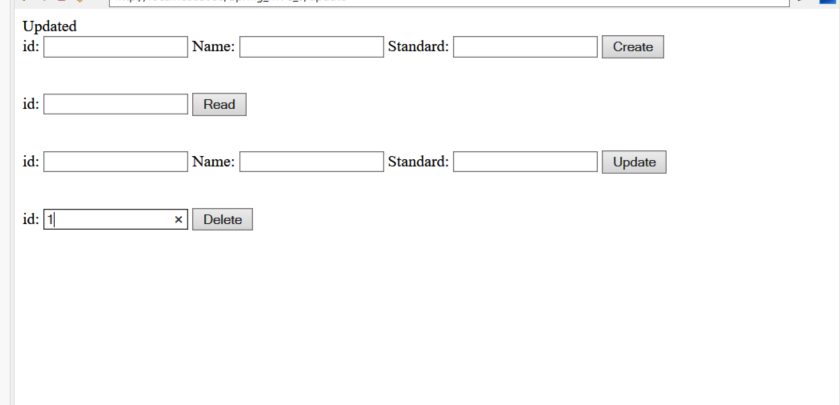 Updated
id: Name: Standard: Create
id: Read
id: Name: Standard: Update
id: 1 × Delete